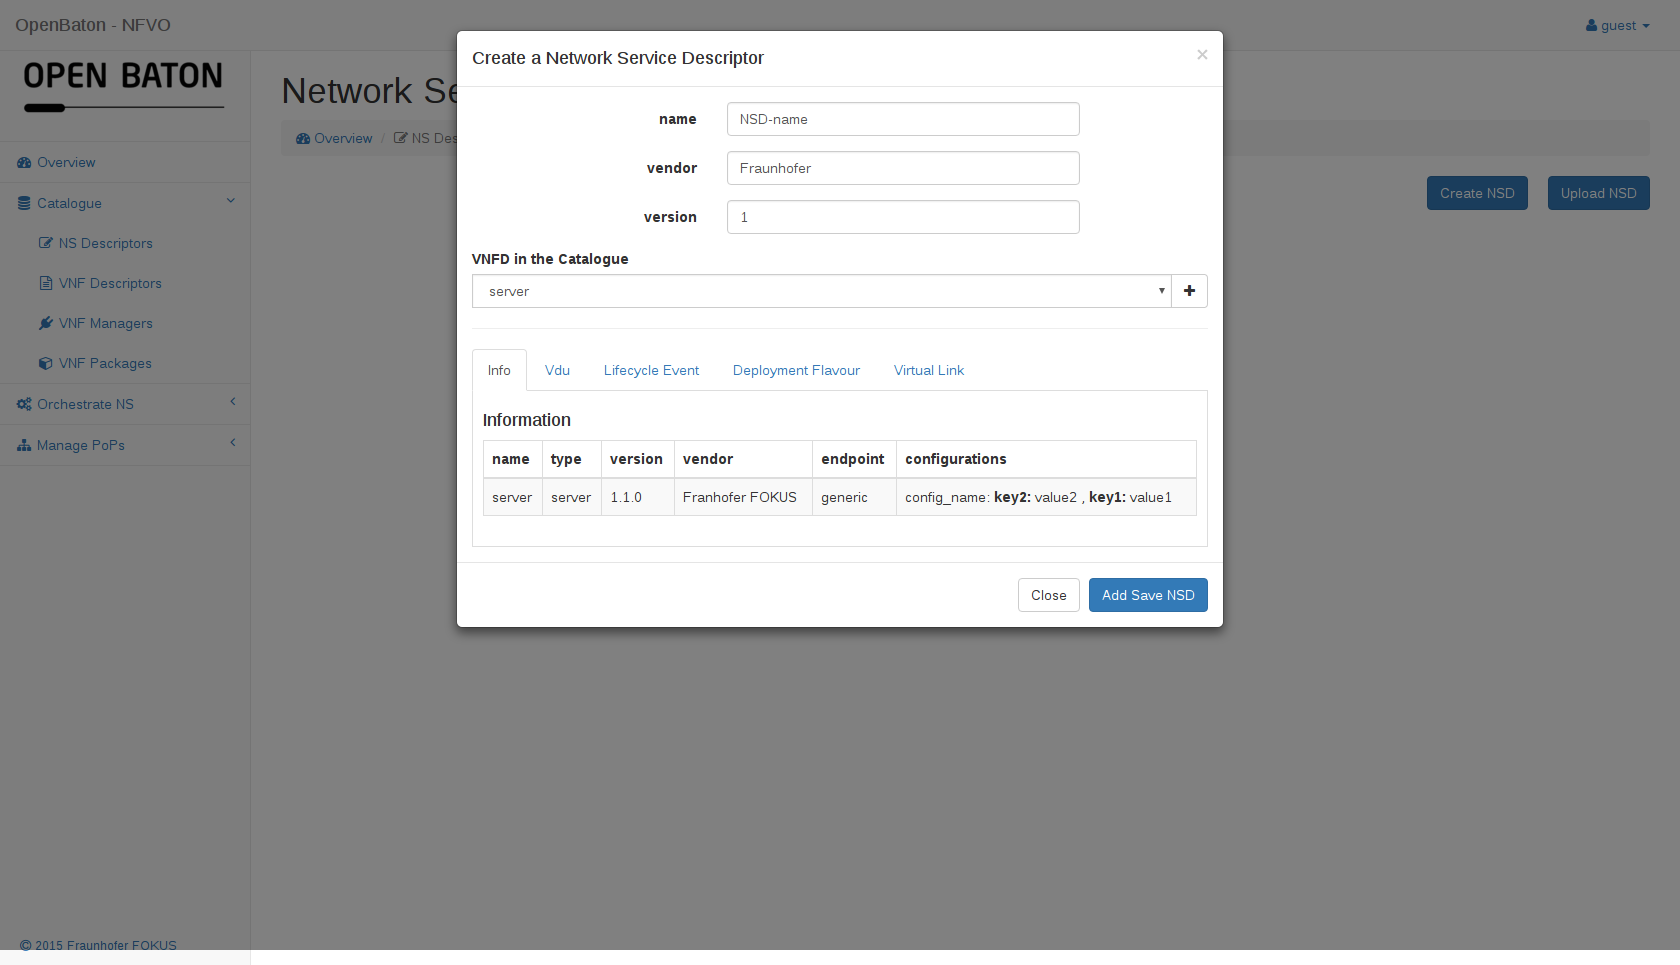 OpenBaton - NFVO
guest
OPEN BATON
Overview
Catalogue
NS Descriptors
VNF Descriptors
VNF Managers
VNF Packages
Orchestrate NS
Manage PoPs
© 2015 Fraunhofer FOKUS
Network Se
Overview / NS Des
Create NSD Upload NSD
Create a Network Service Descriptor ×
name NSD-name
vendor Fraunhofer
version 1
VNFD in the Catalogue
server
Info Vdu Lifecycle Event Deployment Flavour Virtual Link
Information
name type version vendor endpoint configurations
server server 1.1.0 Franhofer FOKUS generic config_name: key2: value2 , key1: value1
Close Add Save NSD